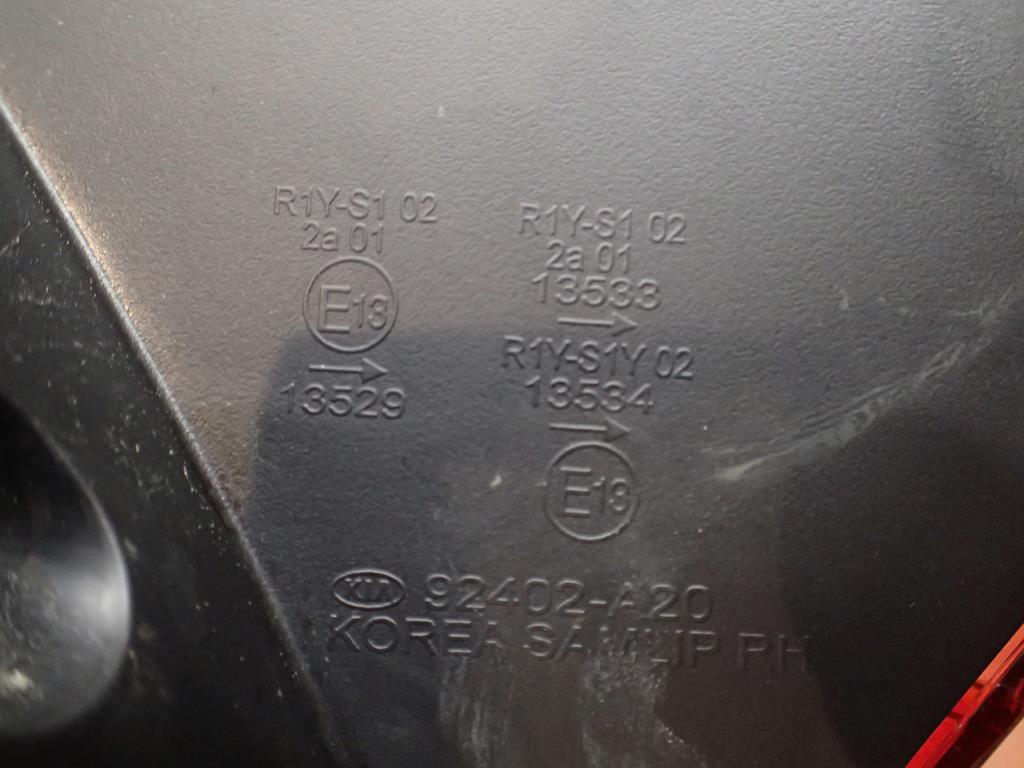 R1Y-S1 02
2a 01
E13
→
13529
R1Y-S1 02
2a 01
13533
→
R1Y-S1Y 02
13534
→
E13
KIA 92402-A20
KOREA SAMLIP RH